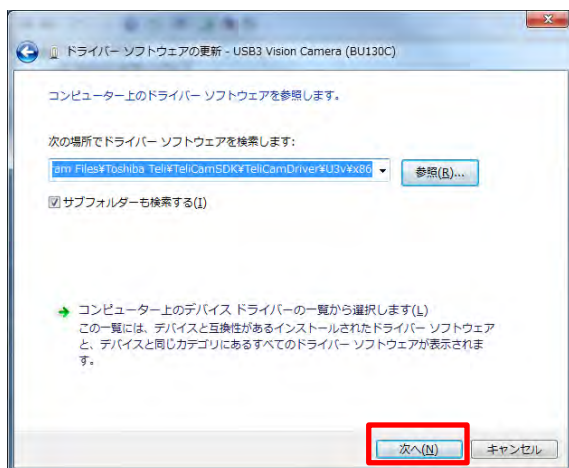 ドライバー ソフトウェアの更新 - USB3 Vision Camera (BU130C)
コンピューター上のドライバー ソフトウェアを参照します。
次の場所でドライバー ソフトウェアを検索します:
ram Files¥Toshiba Teli¥TeliCamSDK¥TeliCamDriver¥U3v¥x86
参照(R)...
サブフォルダーも検索する(I)
コンピューター上のデバイス ドライバーの一覧から選択します(L)
この一覧には、デバイスと互換性があるインストールされたドライバー ソフトウェア
と、デバイスと同じカテゴリにあるすべてのドライバー ソフトウェアが表示されま
す。
次へ(N)
キャンセル